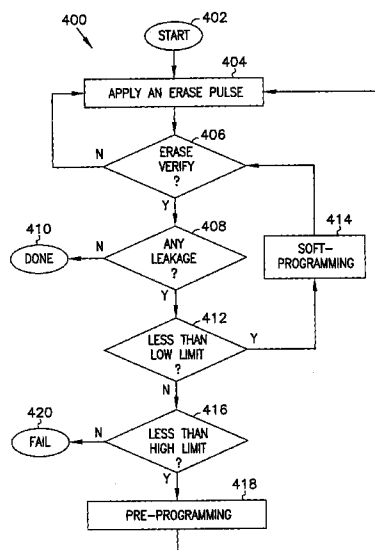 400
402
START
404
APPLY AN ERASE PULSE
406
N
ERASE
VERIFY
?
Y
408
410
N
ANY
LEAKAGE
?
DONE
414
SOFT-
PROGRAMMING
Y
412
LESS THAN
LOW LIMIT
?
Y
N
416
420
N
LESS THAN
HIGH LIMIT
?
FAIL
Y
418
PRE-PROGRAMMING